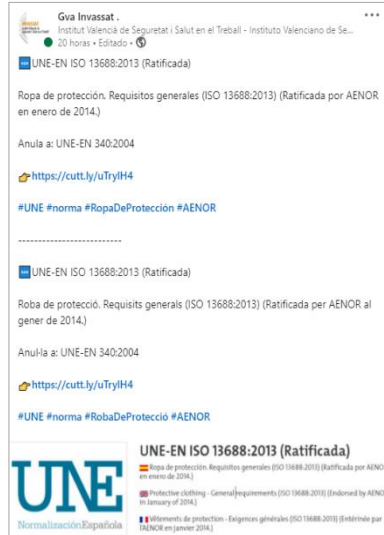 Gva Invassat .
Institut Valencià de Seguretat i Salut en el Treball - Instituto Valenciano de Se...
20 horas • Editado •
UNE-EN ISO 13688:2013 (Ratificada)
Ropa de protección. Requisitos generales (ISO 13688:2013) (Ratificada por AENOR
en enero de 2014.)
Anula a: UNE-EN 340:2004
https://cutt.ly/uTrylH4
#UNE #norma #RopaDeProtección #AENOR
--------------------------
UNE-EN ISO 13688:2013 (Ratificada)
Roba de protecció. Requisits generals (ISO 13688:2013) (Ratificada per AENOR al
gener de 2014.)
Anul·la a: UNE-EN 340:2004
https://cutt.ly/uTrylH4
#UNE #norma #RobaDeProtecció #AENOR
UNE
NormalizaciónEspañola
UNE-EN ISO 13688:2013 (Ratificada)
Ropa de protección. Requisitos generales (ISO 13688:2013) (Ratificada por AENO
en enero de 2014.)
Protective clothing - General requirements (ISO 13688:2013) (Endorsed by AENO
in January of 2014.)
Vêtements de protection - Exigences générales (ISO 13688:2013) (Entérinée par
l'AENOR en janvier 2014.)